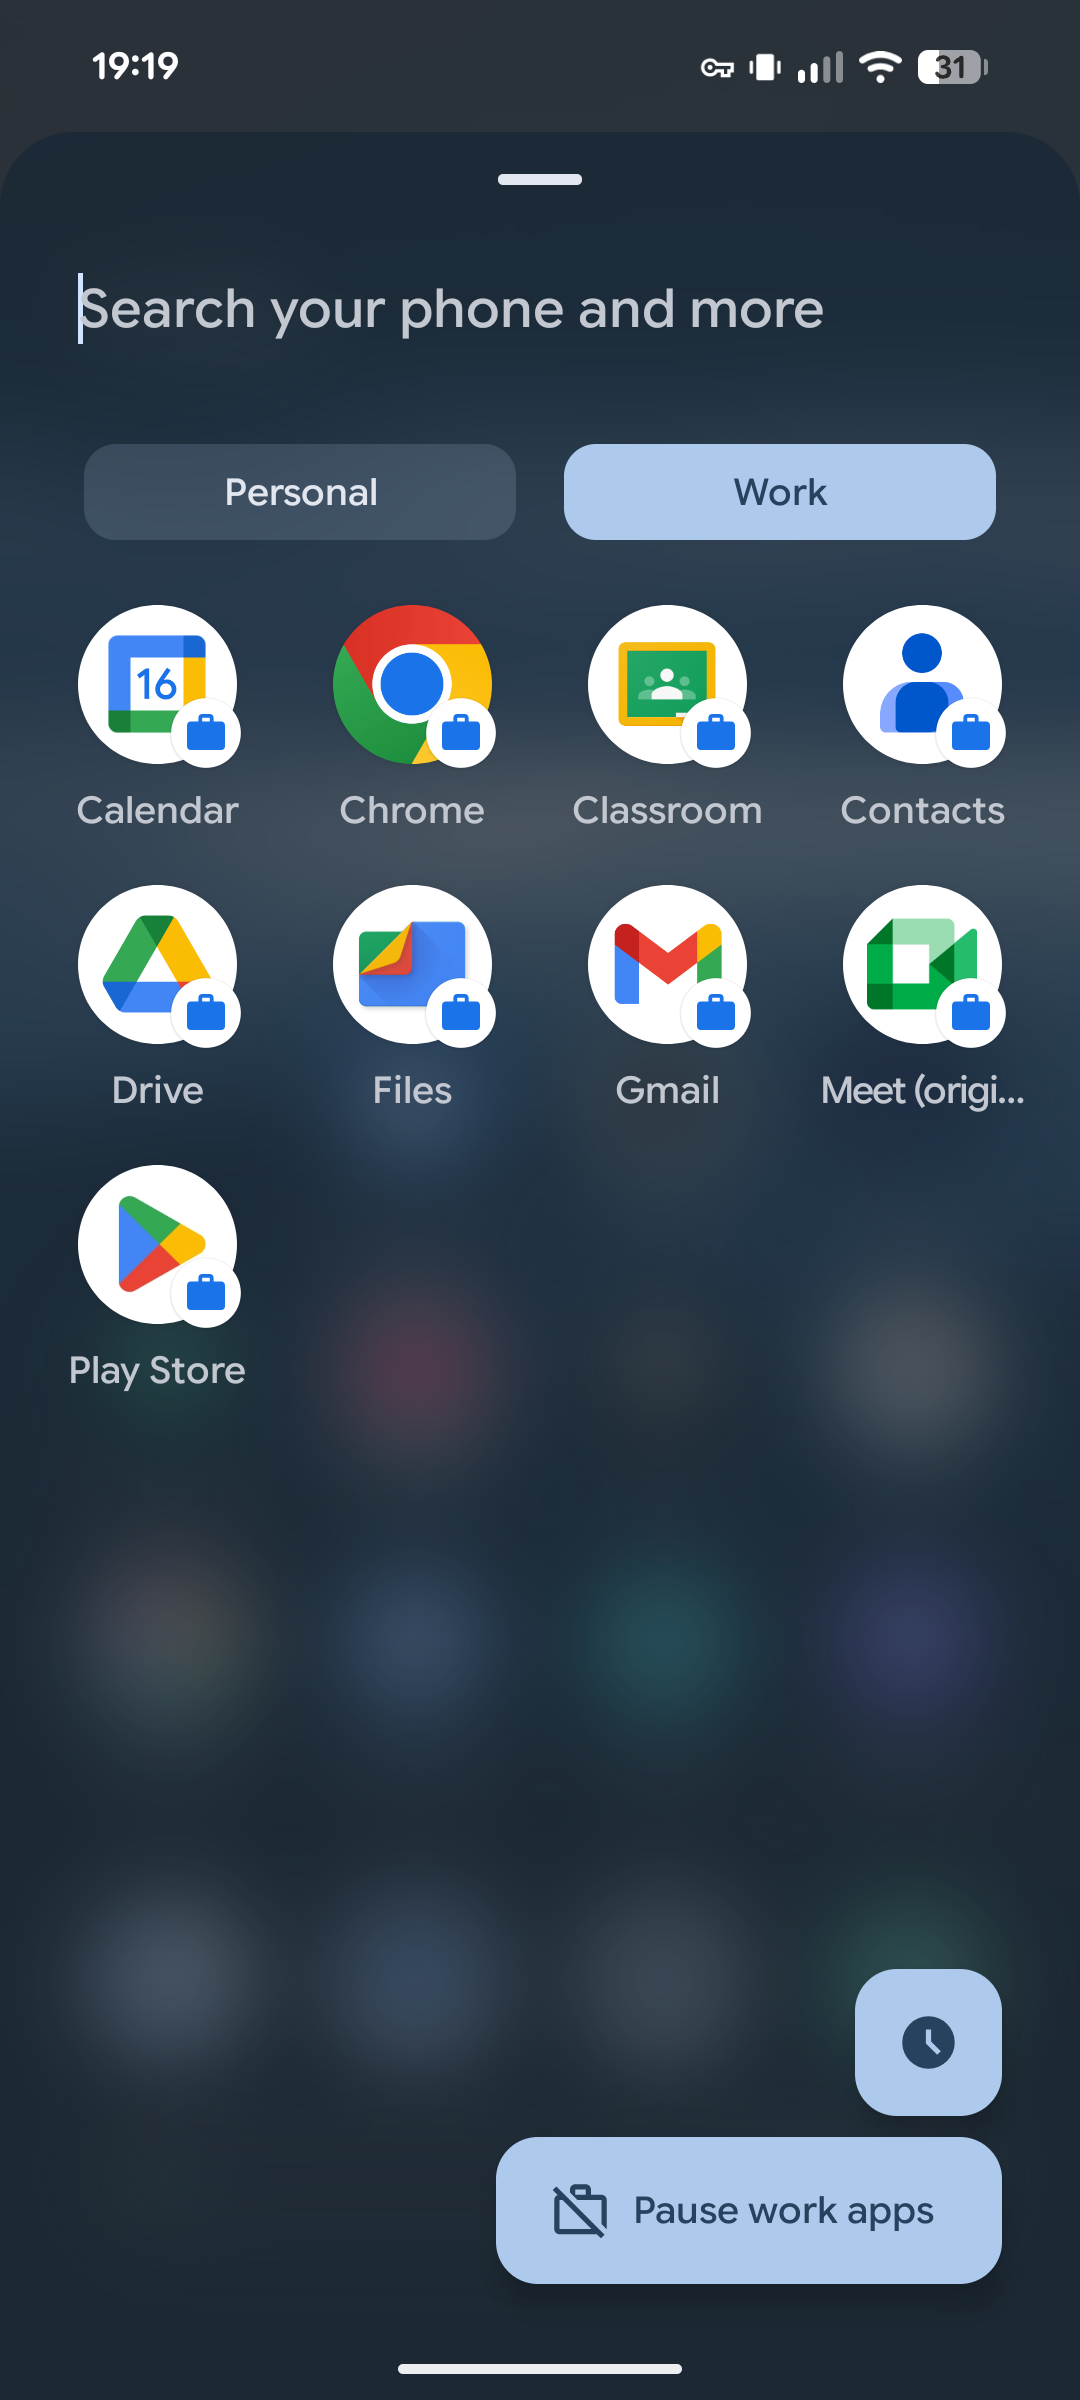 19:19
31
Search your phone and more
Personal
Work
16
Calendar
Chrome
Classroom
Contacts
Drive
Files
Gmail
Meet (origi...
Play Store
Pause work apps